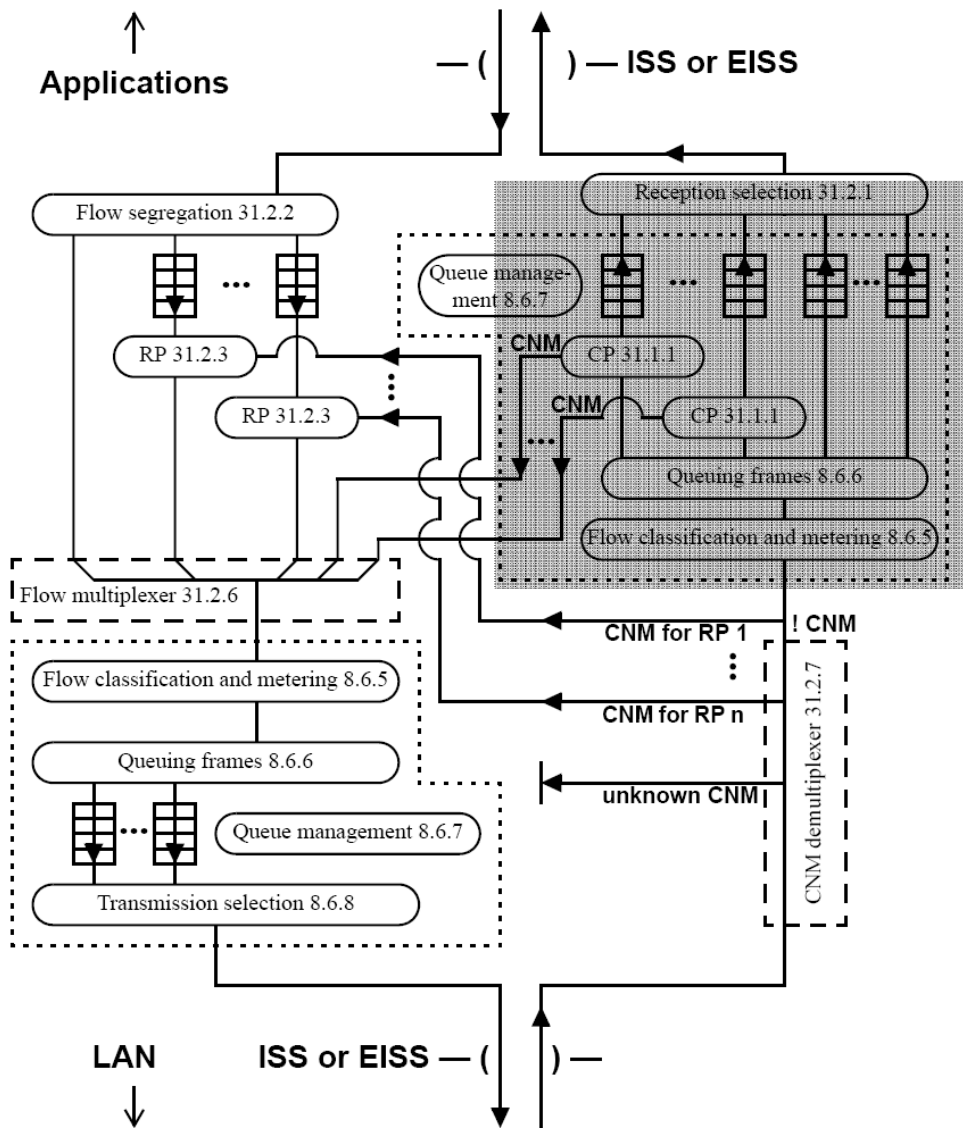 Applications
— ( ) — ISS or EISS
Flow segregation 31.2.2
Reception selection 31.2.1
...
Queue manage-
ment 8.6.7
...
...
RP 31.2.3
CNM
CP 31.1.1
...
RP 31.2.3
CNM
CP 31.1.1
...
Queuing frames 8.6.6
Flow classification and metering 8.6.5
Flow multiplexer 31.2.6
CNM for RP 1
! CNM
...
Flow classification and metering 8.6.5
CNM for RP n
CNM demultiplexer 31.2.7
Queuing frames 8.6.6
unknown CNM
...
Queue management 8.6.7
Transmission selection 8.6.8
LAN
ISS or EISS — ( ) —